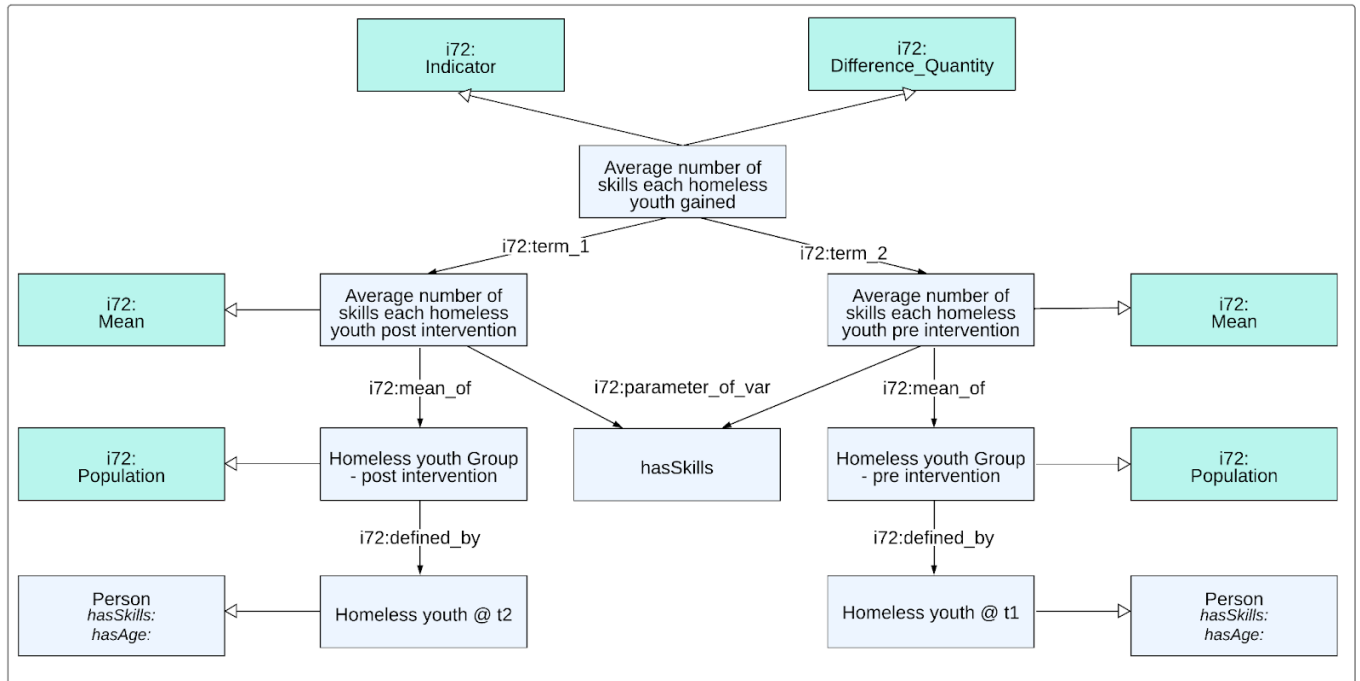 i72:
Indicator
i72:
Difference_Quantity
Average number of
skills each homeless
youth gained
i72:term_1
i72:term_2
i72:
Mean
Average number of
skills each homeless
youth post intervention
Average number of
skills each homeless
youth pre intervention
i72:
Mean
i72:mean_of
i72:parameter_of_var
i72:mean_of
i72:
Population
Homeless youth Group
- post intervention
hasSkills
Homeless youth Group
- pre intervention
i72:
Population
i72:defined_by
i72:defined_by
Person
hasSkills:
hasAge:
Homeless youth @ t2
Homeless youth @ t1
Person
hasSkills:
hasAge: